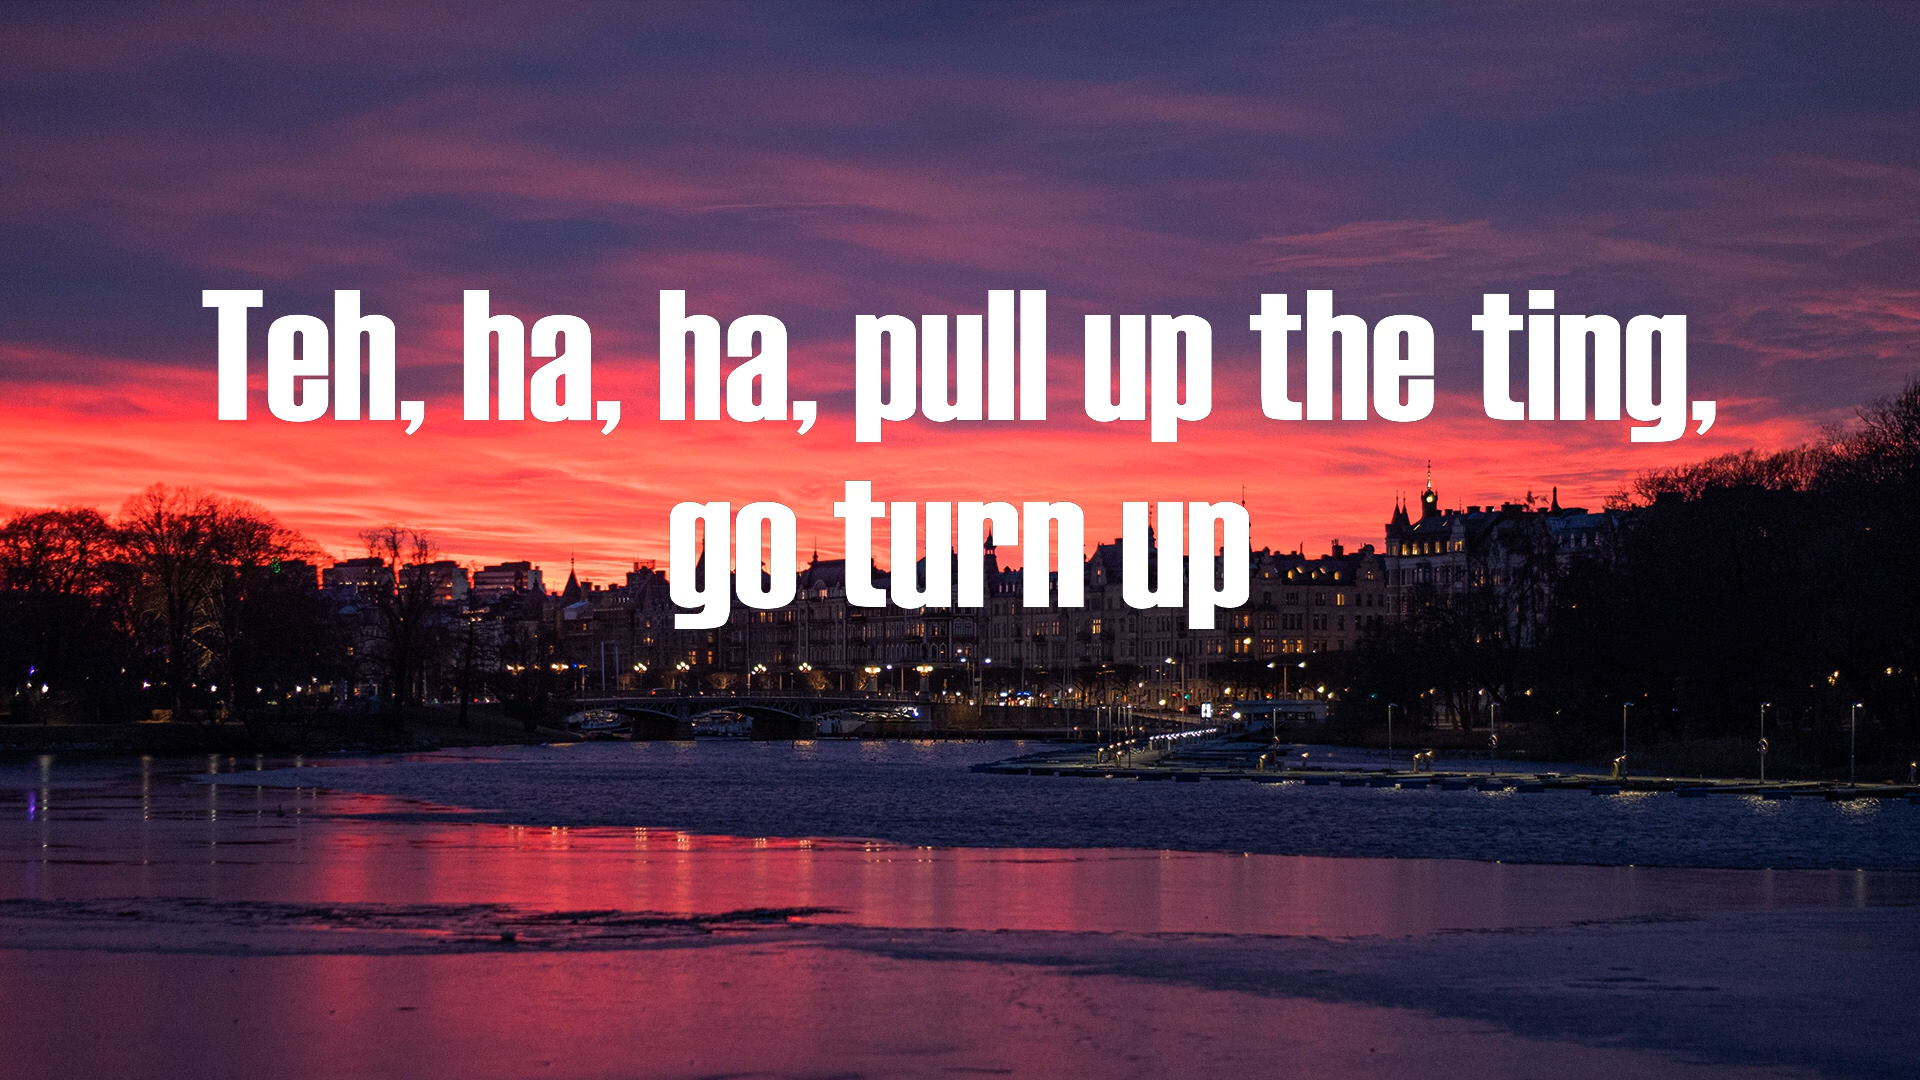 Teh, ha, ha, pull up the ting,
go turn up